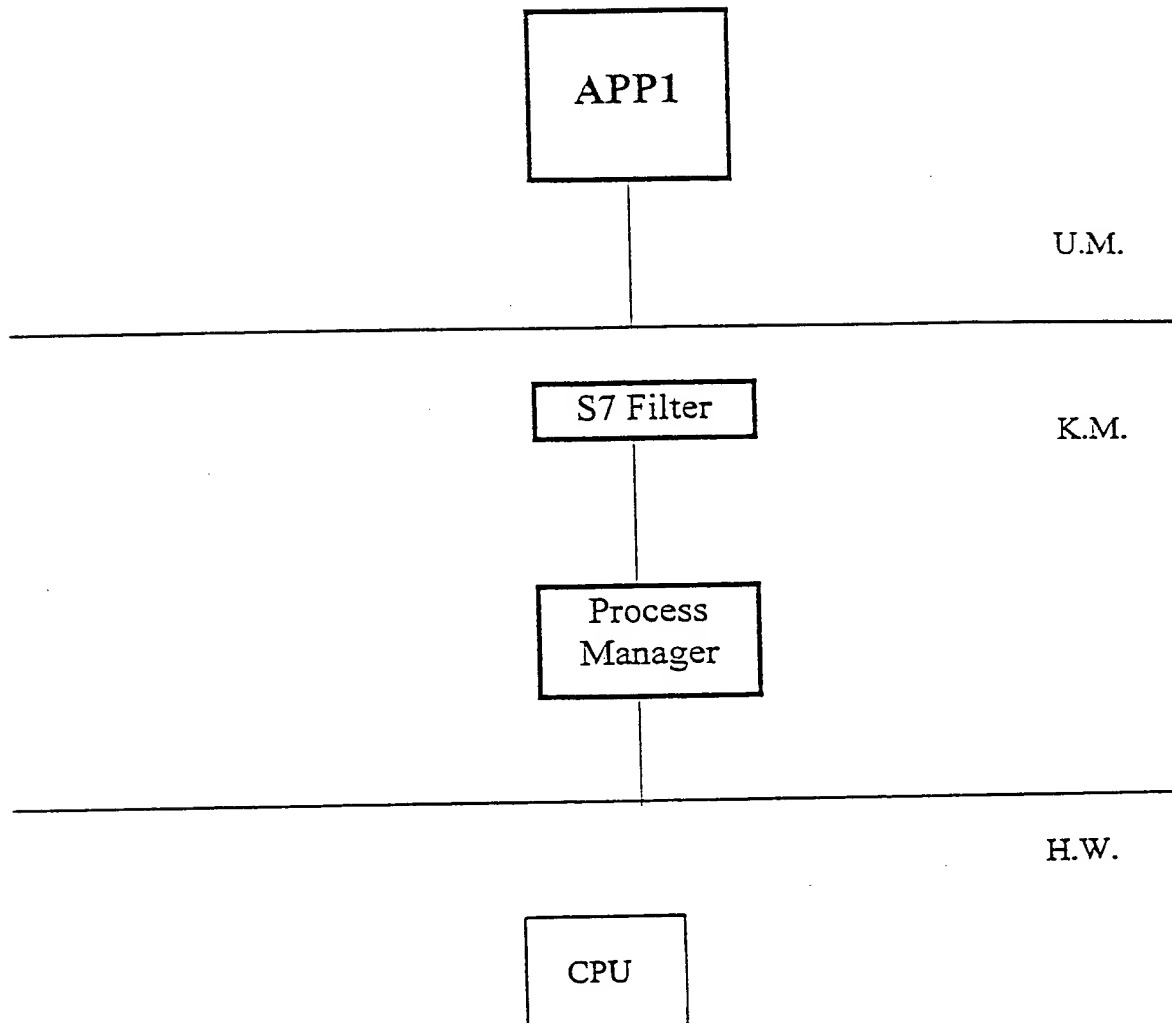 APP1
U.M.
S7 Filter
K.M.
Process
Manager
H.W.
CPU